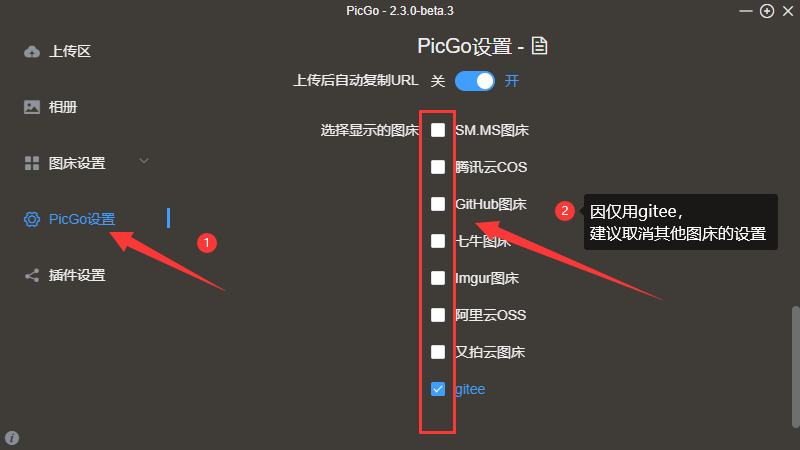 PicGo - 2.3.0-beta.3
上传区
相册
图床设置
PicGo设置
插件设置
PicGo设置 -
上传后自动复制URL 关 开
选择显示的图床
SM.MS图床
腾讯云COS
GitHub图床
七牛图床
Imgur图床
阿里云OSS
又拍云图床
gitee
1
2
因仅用gitee，
建议取消其他图床的设置